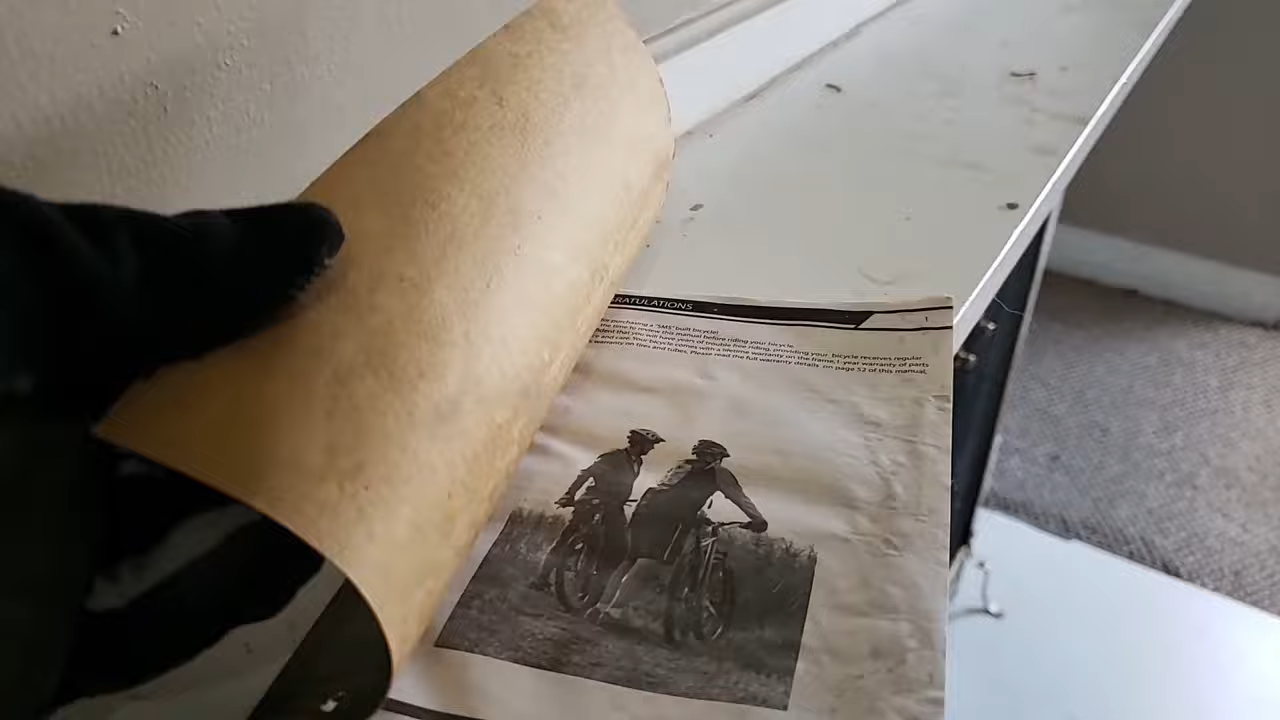 RATULATIONS
1
for purchasing a "SMS" built bicycle!
the time to review this manual before riding your bicycle.
dent that you will have years of trouble free riding, providing your bicycle receives regular
e and care. Your bicycle comes with a lifetime warranty on the frame, 1-year warranty of parts
warranty on tires and tubes, Please read the full warranty details on page 52 of this manual,